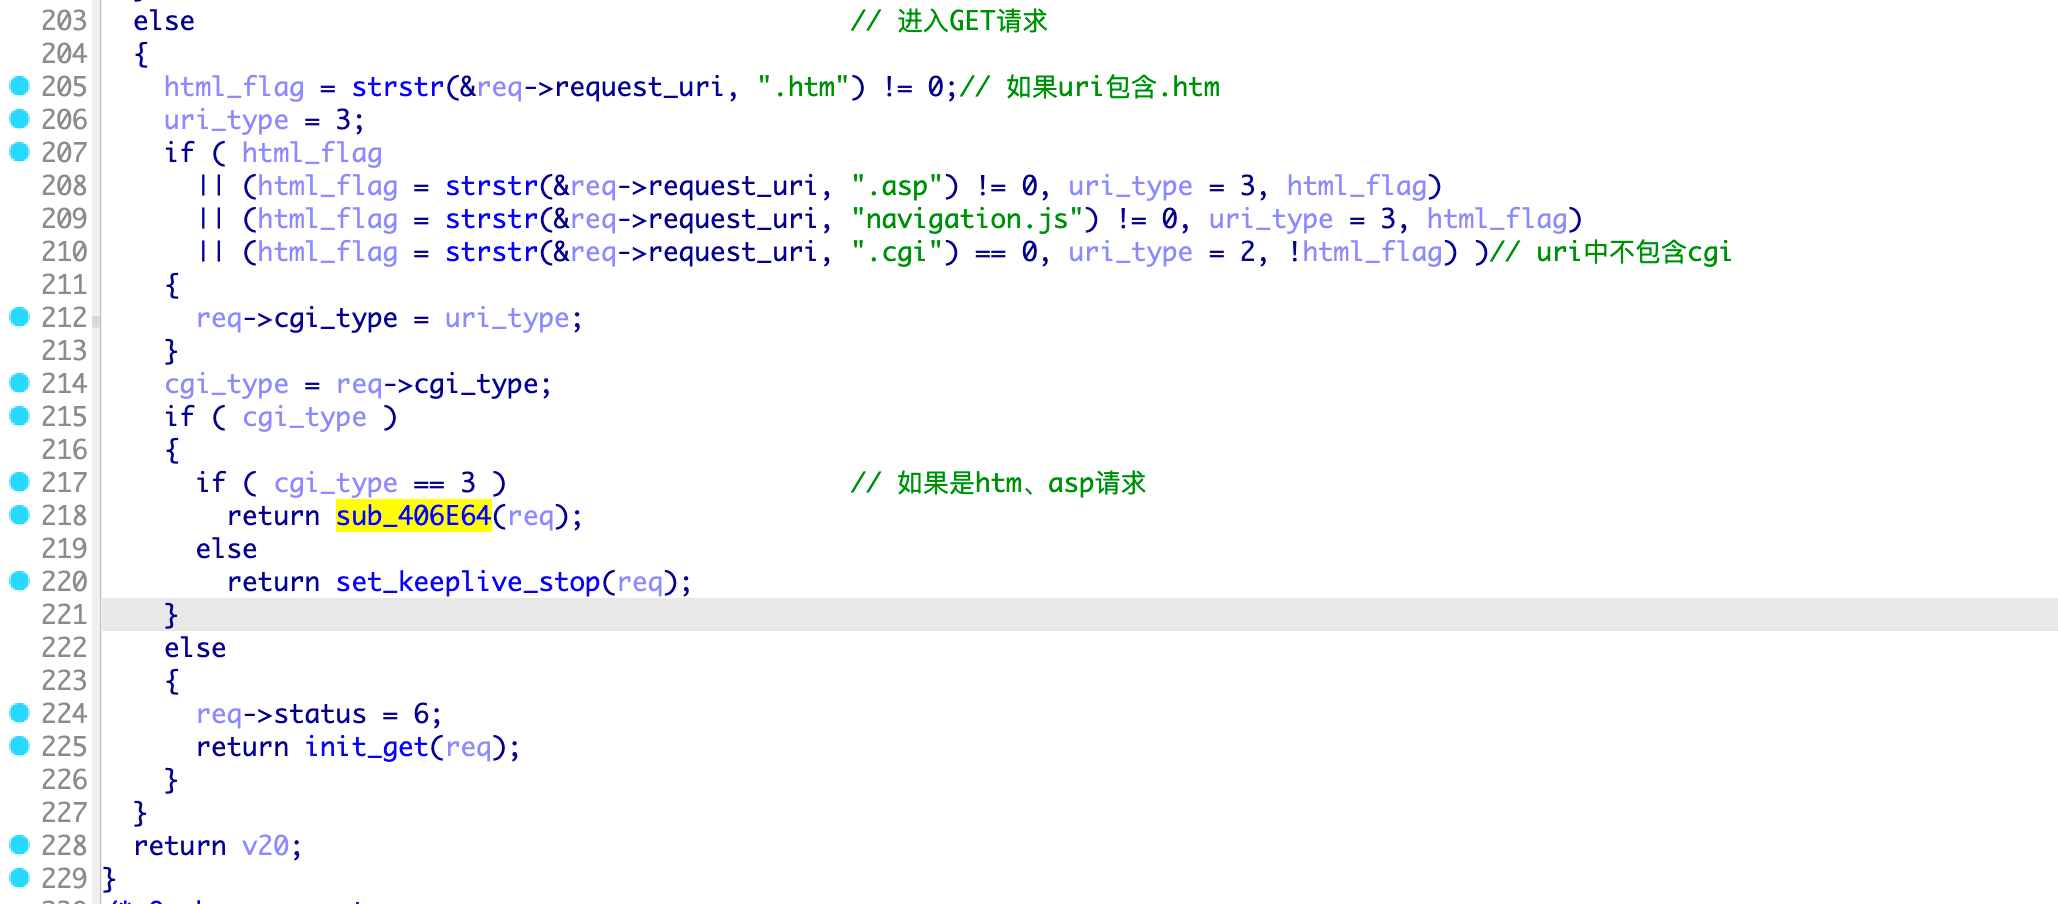 203 else // 进入GET请求
204 {
205 html_flag = strstr(&req->request_uri, ".htm") != 0;// 如果uri包含.htm
206 uri_type = 3;
207 if ( html_flag
208 || (html_flag = strstr(&req->request_uri, ".asp") != 0, uri_type = 3, html_flag)
209 || (html_flag = strstr(&req->request_uri, "navigation.js") != 0, uri_type = 3, html_flag)
210 || (html_flag = strstr(&req->request_uri, ".cgi") == 0, uri_type = 2, !html_flag) )// uri中不包含cgi
211 {
212 req->cgi_type = uri_type;
213 }
214 cgi_type = req->cgi_type;
215 if ( cgi_type )
216 {
217 if ( cgi_type == 3 ) // 如果是htm、asp请求
218 return sub_406E64(req);
219 else
220 return set_keeplive_stop(req);
221 }
222 else
223 {
224 req->status = 6;
225 return init_get(req);
226 }
227 }
228 return v20;
229 }